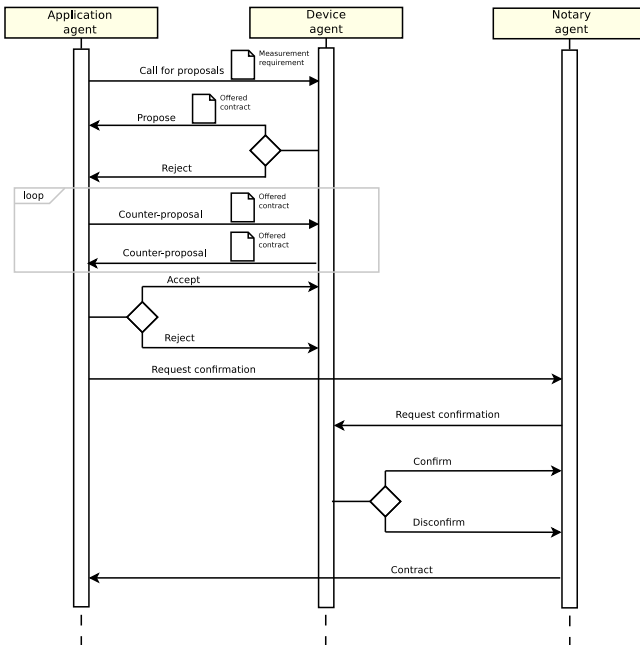 Application
agent
Device
agent
Notary
agent
Measurement
requirement
Call for proposals
Offered
contract
Propose
Reject
loop
Offered
contract
Counter-proposal
Offered
contract
Counter-proposal
Accept
Reject
Request confirmation
Request confirmation
Confirm
Disconfirm
Contract